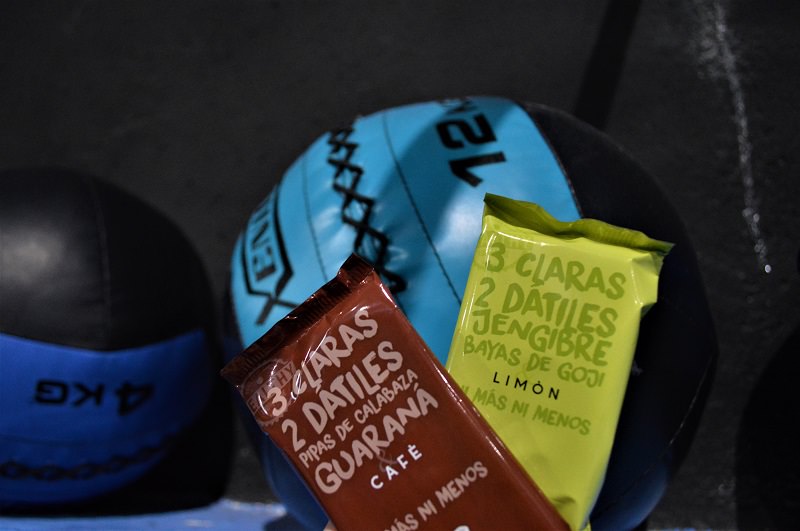 12
4 KG
3 CLARAS
2 DÁTILES
PIPAS DE CALABAZA
GUARANÁ
CAFÉ
MÁS NI MENOS
3 CLARAS
2 DÁTILES
JENGIBRE
BAYAS DE GOJI
LIMÓN
NI MÁS NI MENOS